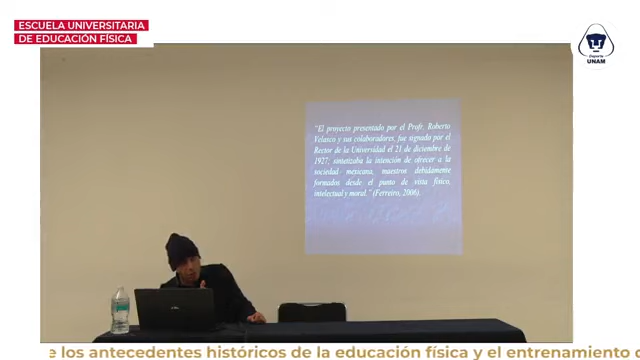 ESCUELA UNIVERSITARIA
DE EDUCACIÓN FÍSICA
Deporte
UNAM
“El proyecto presentado por el Profr. Roberto
Velasco y sus colaboradores, fue signado por el
Rector de la Universidad el 21 de diciembre de
1927; sintetizaba la intención de ofrecer a la
sociedad mexicana, maestros debidamente
formados desde el punto de vista físico,
intelectual y moral.” (Ferreiro, 2006).
e los antecedentes históricos de la educación física y el entrenamiento